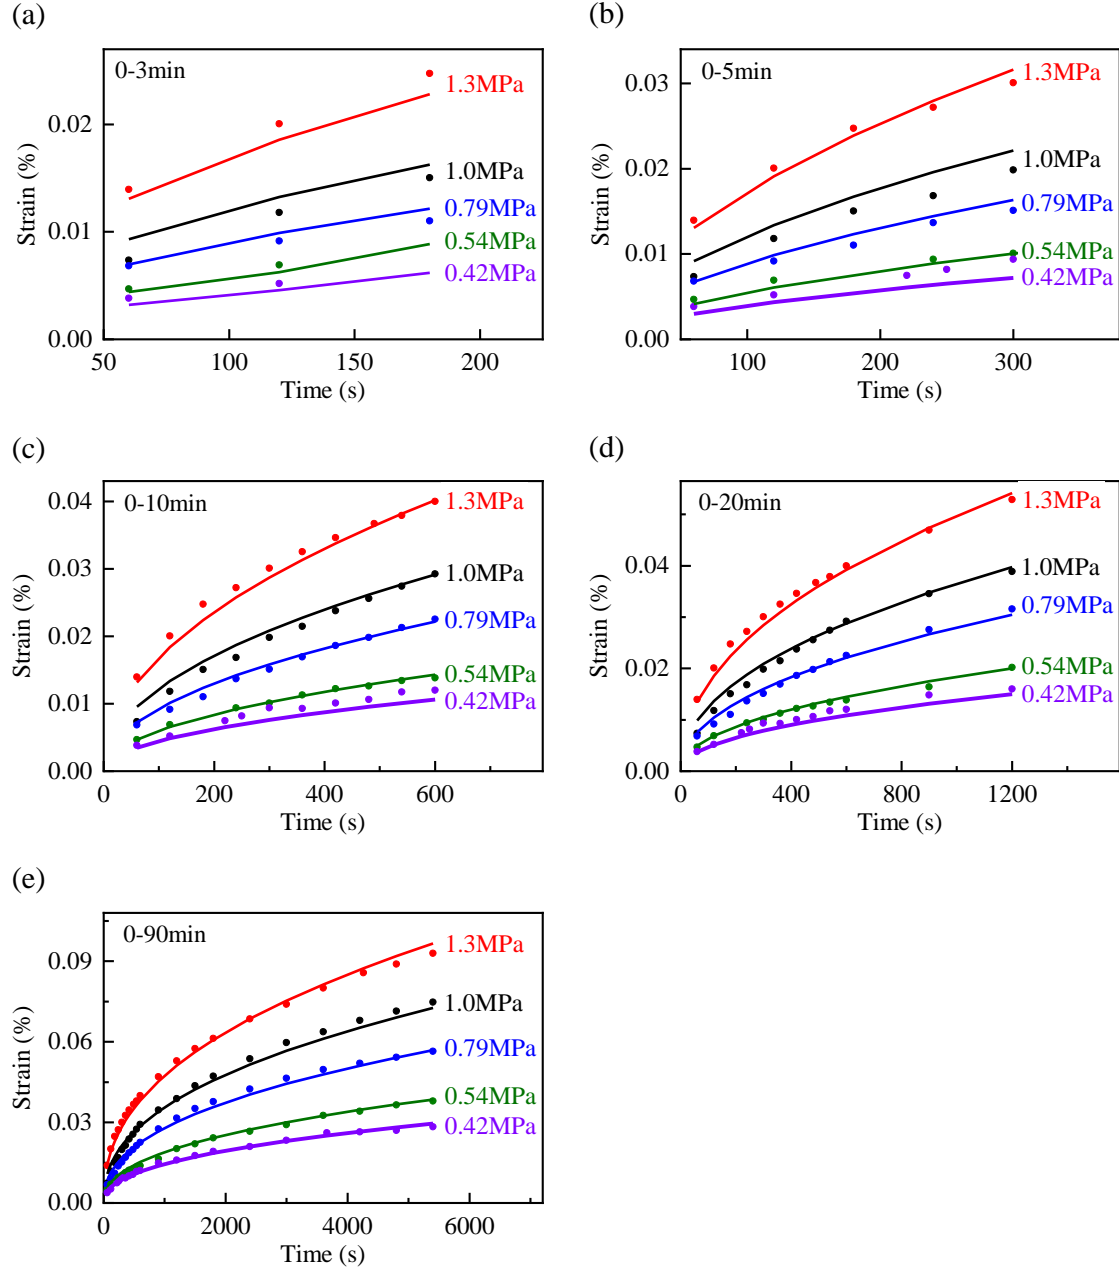 (a)
0-3min
1.3MPa
1.0MPa
0.79MPa
0.54MPa
0.42MPa
0.02
0.01
0.00
50
100
150
200
Strain (%)
Time (s)
(b)
0-5min
1.3MPa
1.0MPa
0.79MPa
0.54MPa
0.42MPa
0.03
0.02
0.01
0.00
100
200
300
Strain (%)
Time (s)
(c)
0-10min
1.3MPa
1.0MPa
0.79MPa
0.54MPa
0.42MPa
0.04
0.03
0.02
0.01
0.00
0
200
400
600
Strain (%)
Time (s)
(d)
0-20min
1.3MPa
1.0MPa
0.79MPa
0.54MPa
0.42MPa
0.04
0.02
0.00
0
400
800
1200
Strain (%)
Time (s)
(e)
0-90min
1.3MPa
1.0MPa
0.79MPa
0.54MPa
0.42MPa
0.09
0.06
0.03
0.00
0
2000
4000
6000
Strain (%)
Time (s)